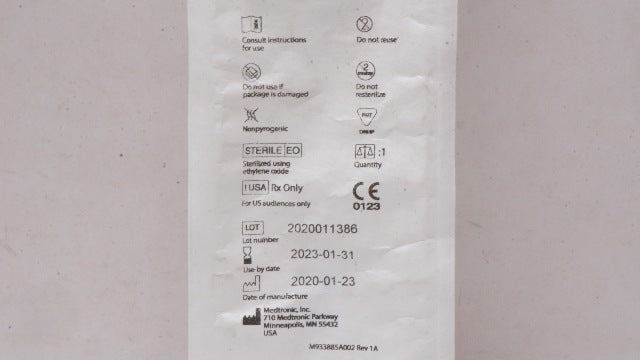 Consult instructions
for use
Do not reuse
Do not use if
package is damaged
2
Do not
resterilize
Nonpyrogenic
PHT
DEHP
STERILE EO
Sterilized using
ethylene oxide
:1
Quantity
! USA Rx Only
For US audiences only
CE
0123
LOT 2020011386
Lot number
2023-01-31
Use-by date
2020-01-23
Date of manufacture
Medtronic, Inc.
710 Medtronic Parkway
Minneapolis, MN 55432
USA
M933885A002 Rev 1A